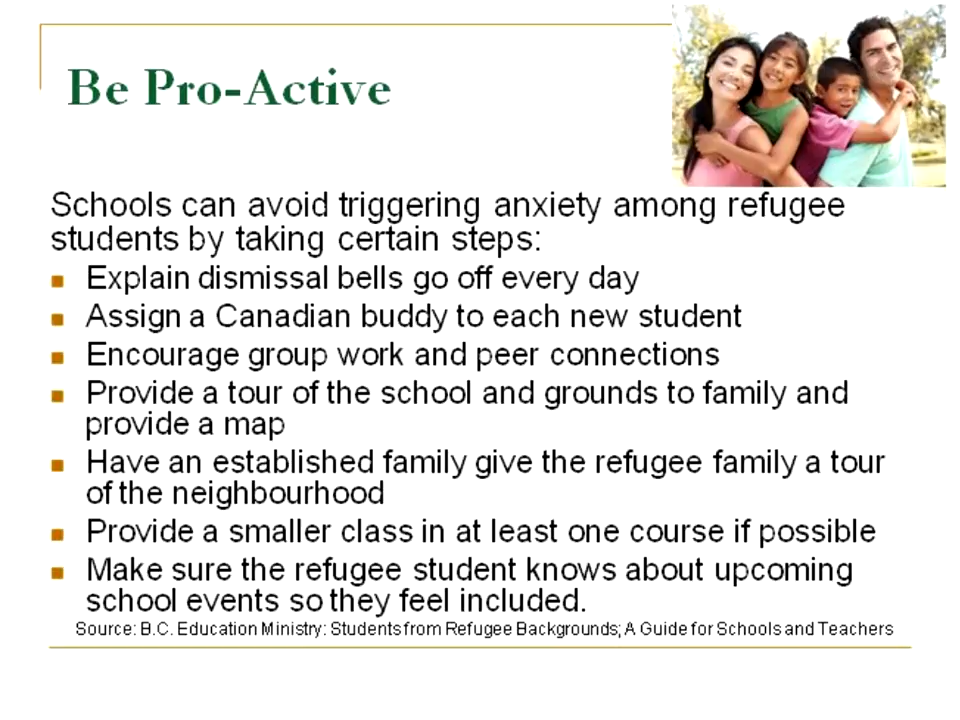 Be Pro-Active
Schools can avoid triggering anxiety among refugee
students by taking certain steps:
Explain dismissal bells go off every day
Assign a Canadian buddy to each new student
Encourage group work and peer connections
Provide a tour of the school and grounds to family and
provide a map
Have an established family give the refugee family a tour
of the neighbourhood
Provide a smaller class in at least one course if possible
Make sure the refugee student knows about upcoming
school events so they feel included.
Source: B.C. Education Ministry: Students from Refugee Backgrounds; A Guide for Schools and Teachers